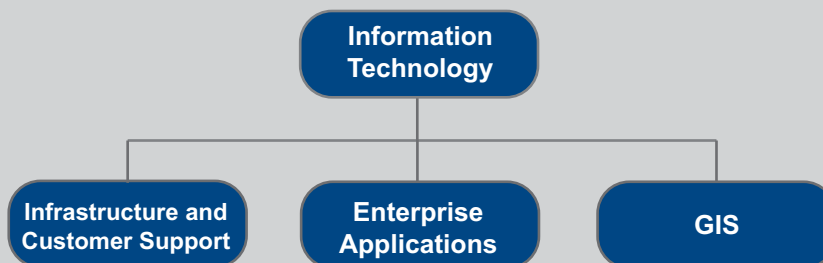 Information
Technology
Infrastructure and
Customer Support
Enterprise
Applications
GIS